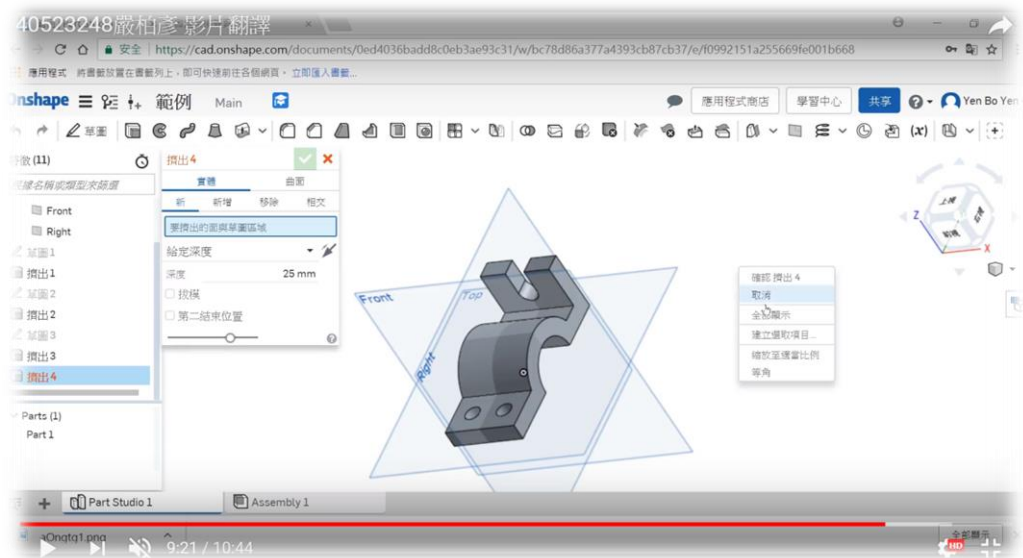 40523248嚴柏彥 影片翻譯
安全 https://cad.onshape.com/documents/0ed4036badd8c0eb3ae93c31/w/bc78d86a377a4393cb87cb37/e/f0992151a255669fe001b668
應用程式 將書籤放置在書籤列上，即可快速前往各個網頁。 立即匯入書籤...
Onshape 範例 Main 應用程式商店 學習中心 共享 Yen Bo Yen
草圖 (x)
(11)
擠出4
實體 曲面
新 新增 移除 相交
要擠出的面與草圖區域
給定深度
深度 25 mm
拔模
第二結束位置
Front
Right
草圖1
擠出1
草圖2
擠出2
草圖3
擠出3
擠出4
Parts (1)
Part 1
Front
Top
Right
上視
前視
Z
X
確認 擠出 4
取消
全部顯示
建立選取項目...
縮放至適當比例
等角
Part Studio 1
Assembly 1
aOnqtq1.png
全部顯示
9:21 / 10:44
HD